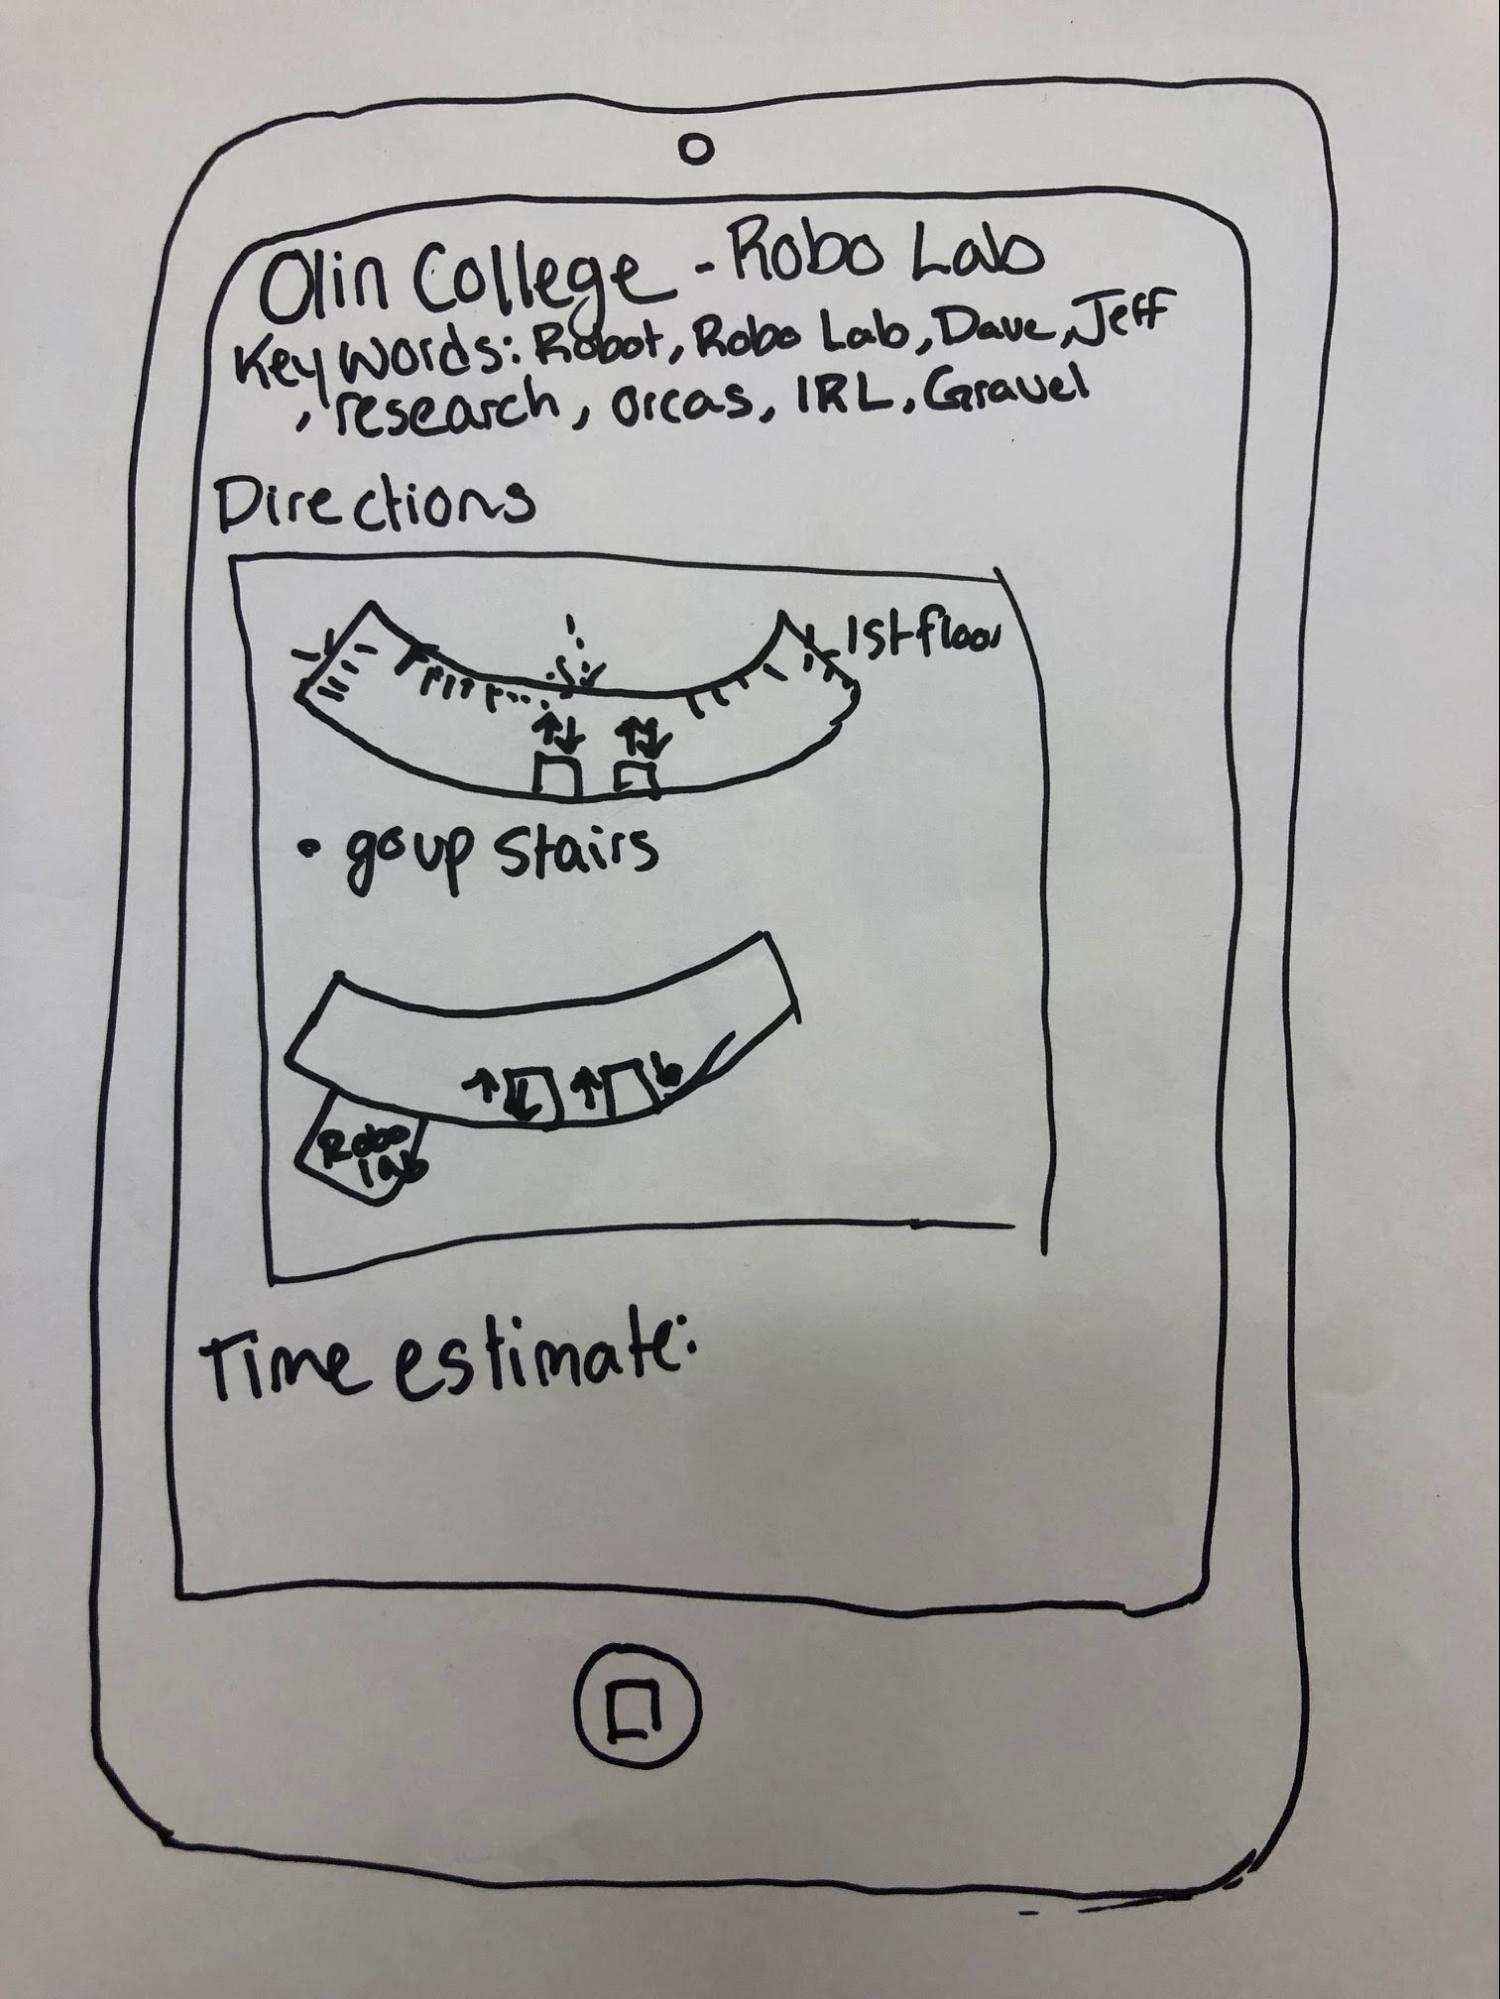 Olin College - Robo Lab
Key Words: Robot, Robo Lab, Dave, Jeff
, research, orcas, IRL, Gravel
Directions
1st floor
• go up stairs
Robo
lab
Time estimate: